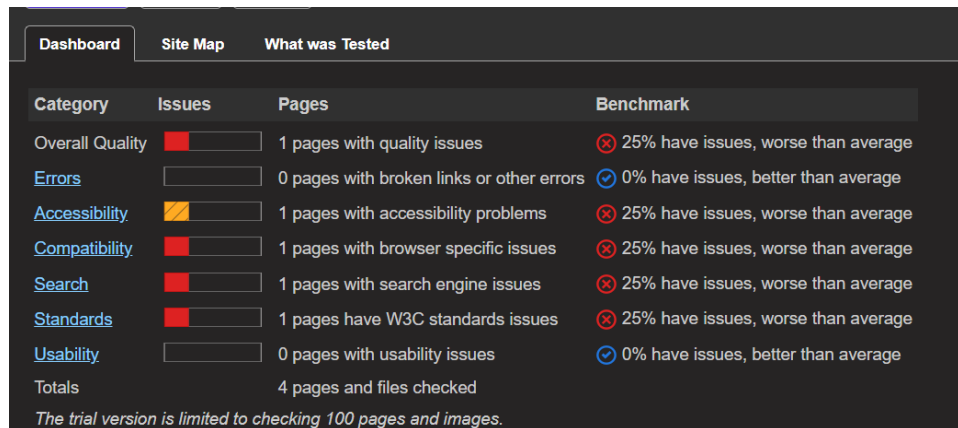 Dashboard Site Map What was Tested
Category Issues Pages Benchmark
Overall Quality 1 pages with quality issues 25% have issues, worse than average
Errors 0 pages with broken links or other errors 0% have issues, better than average
Accessibility 1 pages with accessibility problems 25% have issues, worse than average
Compatibility 1 pages with browser specific issues 25% have issues, worse than average
Search 1 pages with search engine issues 25% have issues, worse than average
Standards 1 pages have W3C standards issues 25% have issues, worse than average
Usability 0 pages with usability issues 0% have issues, better than average
Totals 4 pages and files checked
The trial version is limited to checking 100 pages and images.